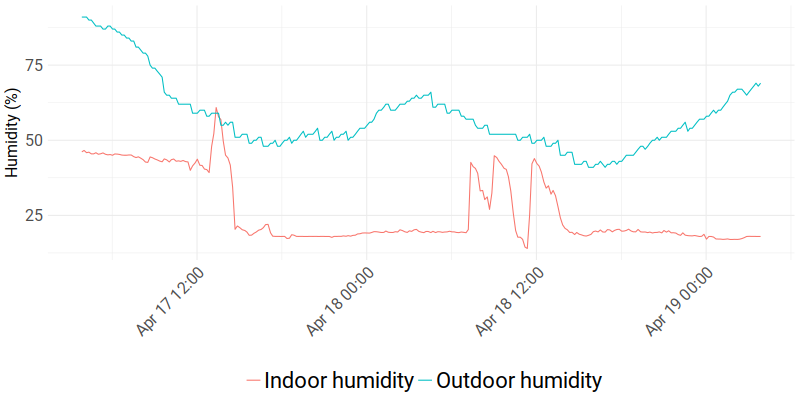 Humidity (%)
75
50
25
Apr 17 12:00
Apr 18 00:00
Apr 18 12:00
Apr 19 00:00
Indoor humidity
Outdoor humidity